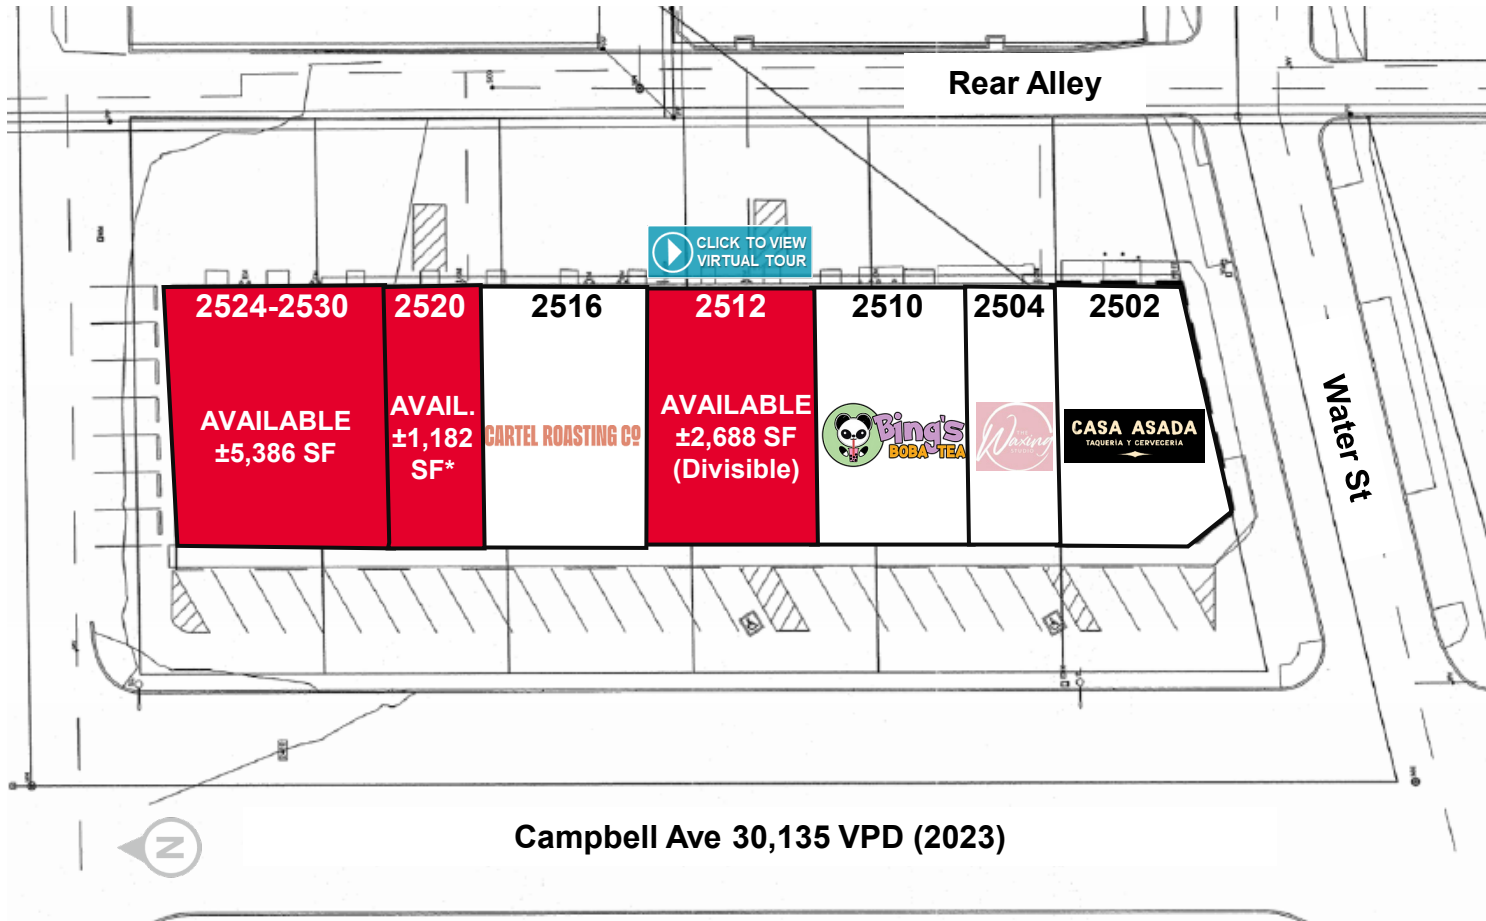 Rear Alley
CLICK TO VIEW
VIRTUAL TOUR
2524-2530
AVAILABLE
±5,386 SF
2520
AVAIL.
±1,182
SF*
2516
CARTEL ROASTING CO
2512
AVAILABLE
±2,688 SF
(Divisible)
2510
Bing's
BOBA TEA
2504
THE
Waxing
STUDIO
2502
CASA ASADA
TAQUERIA Y CERVECERIA
Water St
N
Campbell Ave 30,135 VPD (2023)